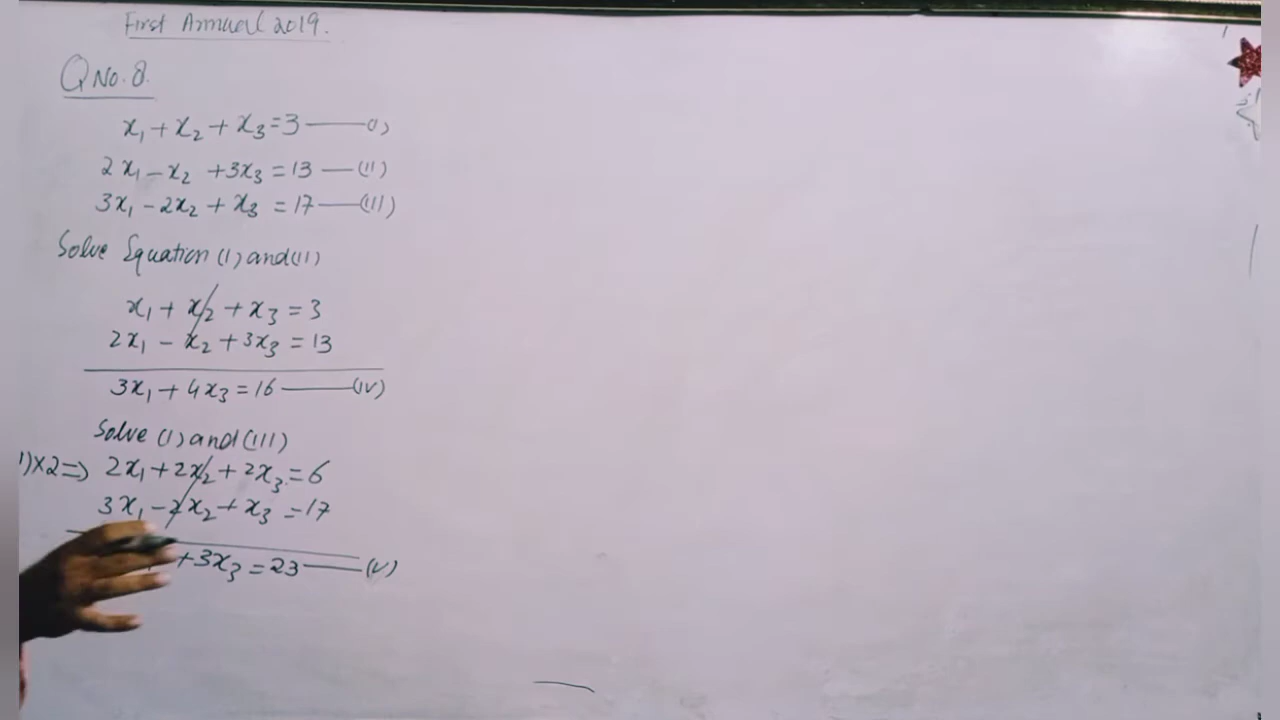 First Annual 2019.
Q No. 8.
x₁ + x₂ + x₃ = 3 —— (I)
2x₁ - x₂ + 3x₃ = 13 — (II)
3x₁ - 2x₂ + x₃ = 17 — (III)
Solve Equation (I) and (II)
x₁ + x₂ + x₃ = 3
2x₁ - x₂ + 3x₃ = 13
3x₁ + 4x₃ = 16 —— (IV)
Solve (I) and (III)
I) × 2 ⇒ 2x₁ + 2x₂ + 2x₃ = 6
3x₁ - 2x₂ + x₃ = 17
+ 3x₃ = 23 —— (V)